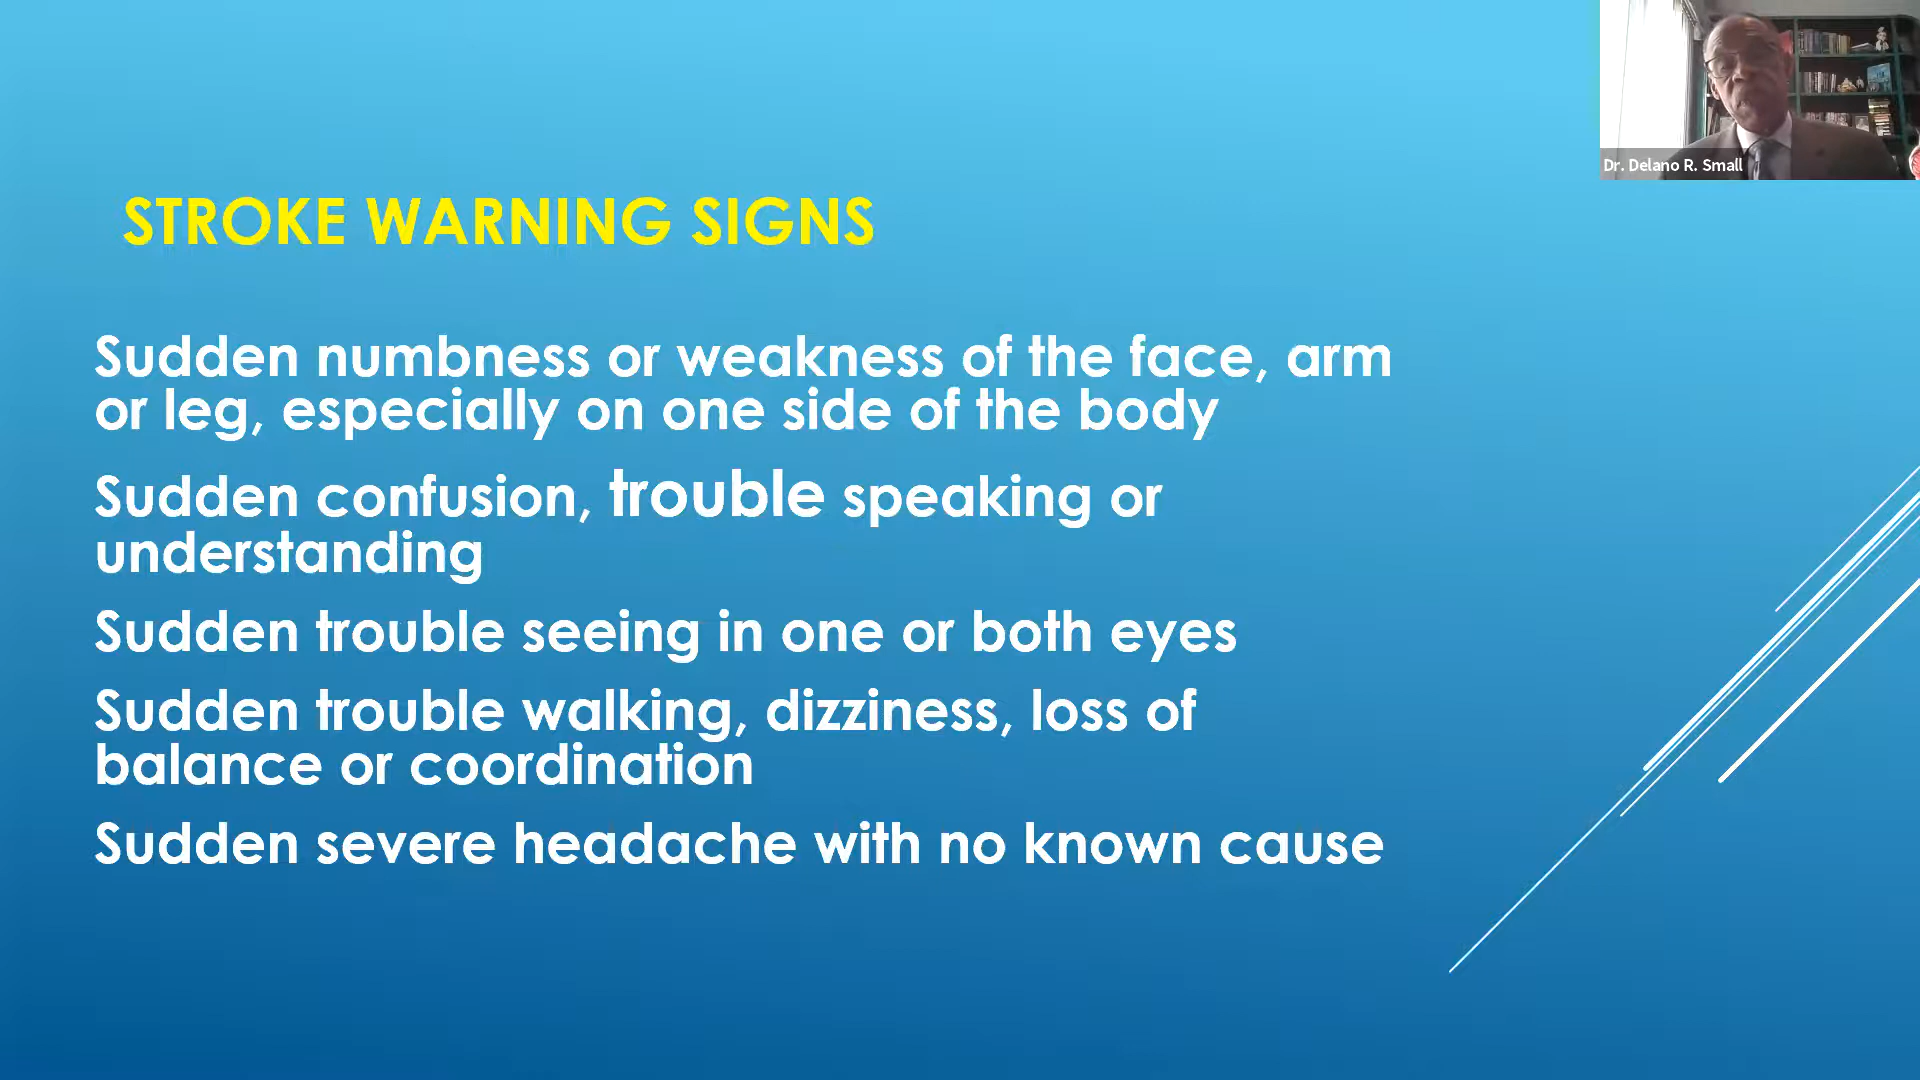 Dr. Delano R. Small
STROKE WARNING SIGNS
Sudden numbness or weakness of the face, arm
or leg, especially on one side of the body
Sudden confusion, trouble speaking or
understanding
Sudden trouble seeing in one or both eyes
Sudden trouble walking, dizziness, loss of
balance or coordination
Sudden severe headache with no known cause